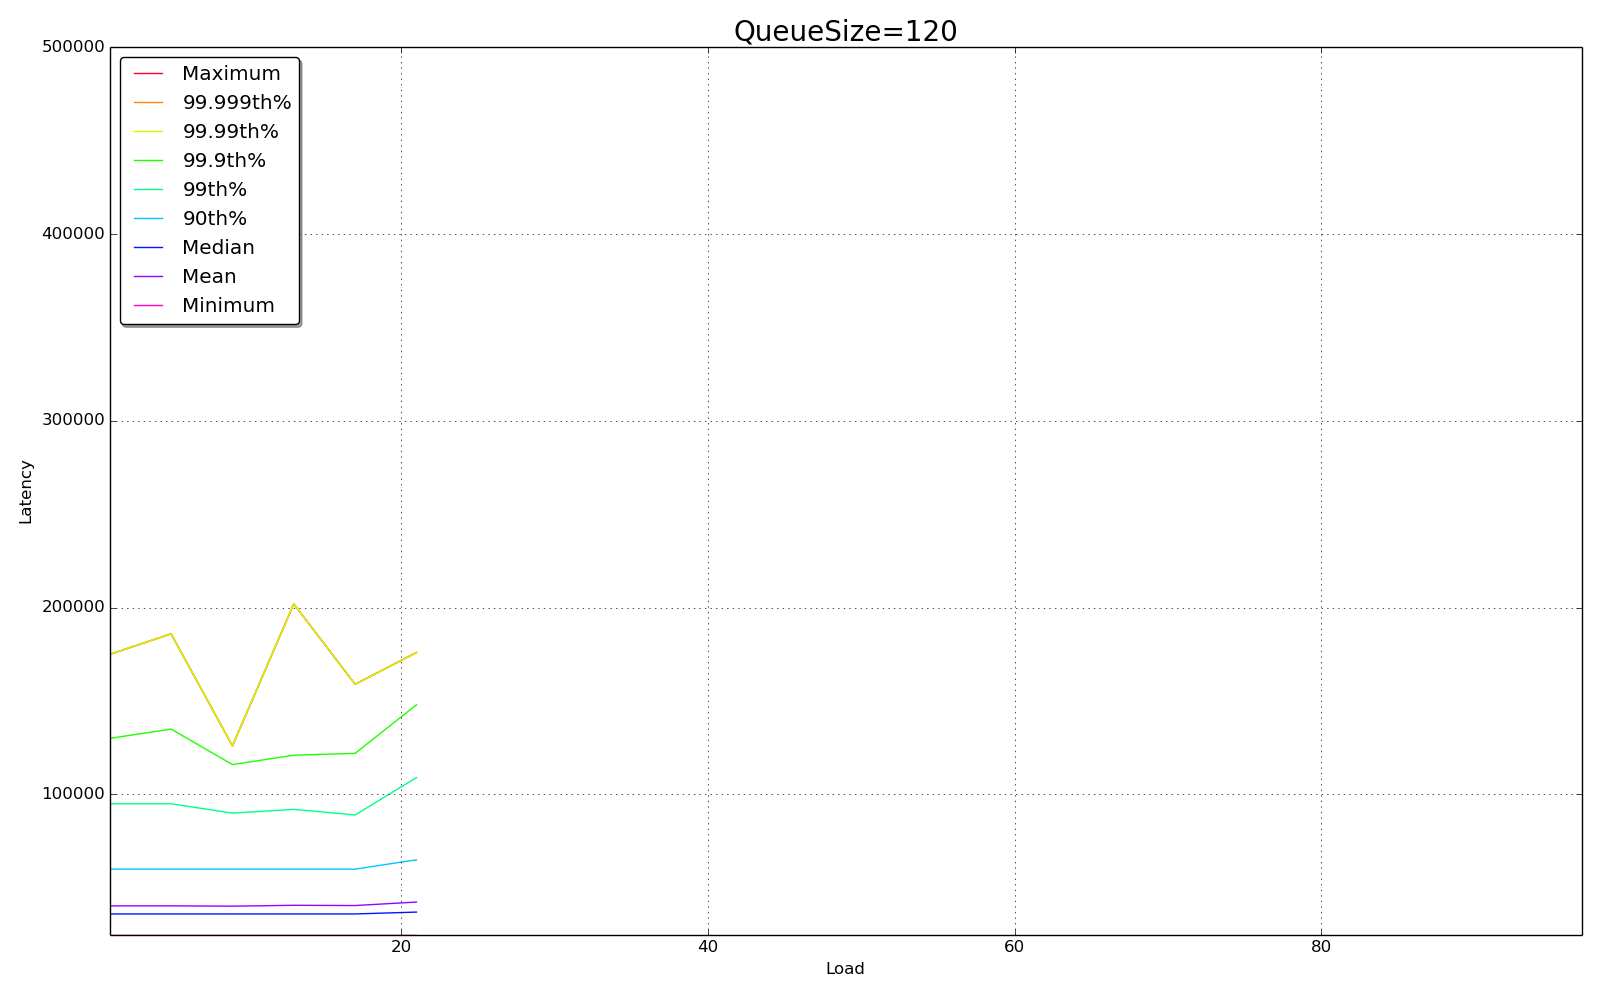 QueueSize=120
500000
400000
300000
200000
100000
Latency
Maximum
99.999th%
99.99th%
99.9th%
99th%
90th%
Median
Mean
Minimum
20 40 60 80
Load